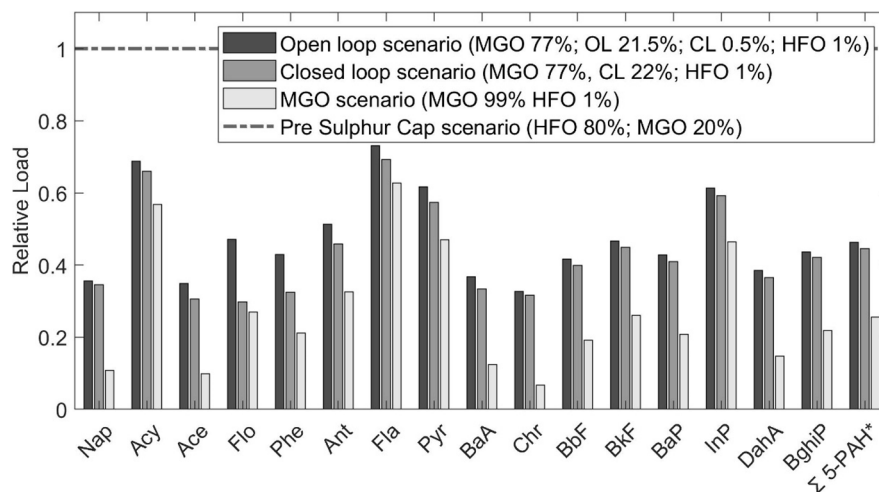 1
0.8
0.6
0.4
0.2
0
Relative Load
Open loop scenario (MGO 77%; OL 21.5%; CL 0.5%; HFO 1%)
Closed loop scenario (MGO 77%, CL 22%; HFO 1%)
MGO scenario (MGO 99% HFO 1%)
Pre Sulphur Cap scenario (HFO 80%; MGO 20%)
Nap
Acy
Ace
Flo
Phe
Ant
Fla
Pyr
BaA
Chr
BbF
BkF
BaP
InP
DahA
BghiP
Σ 5-PAH*